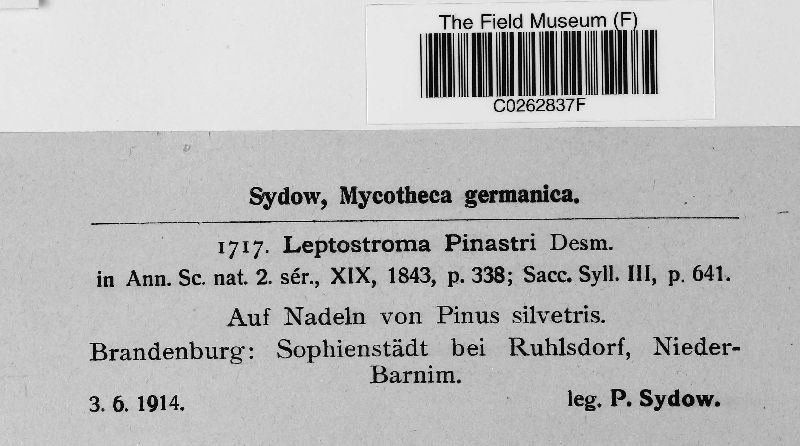 The Field Museum (F)
C0262837F
Sydow, Mycotheca germanica.
1717. Leptostroma Pinastri Desm.
in Ann. Sc. nat. 2. sér., XIX, 1843, p. 338; Sacc. Syll. III, p. 641.
Auf Nadeln von Pinus silvetris.
Brandenburg: Sophienstädt bei Ruhlsdorf, Nieder-
Barnim.
3. 6. 1914. leg. P. Sydow.